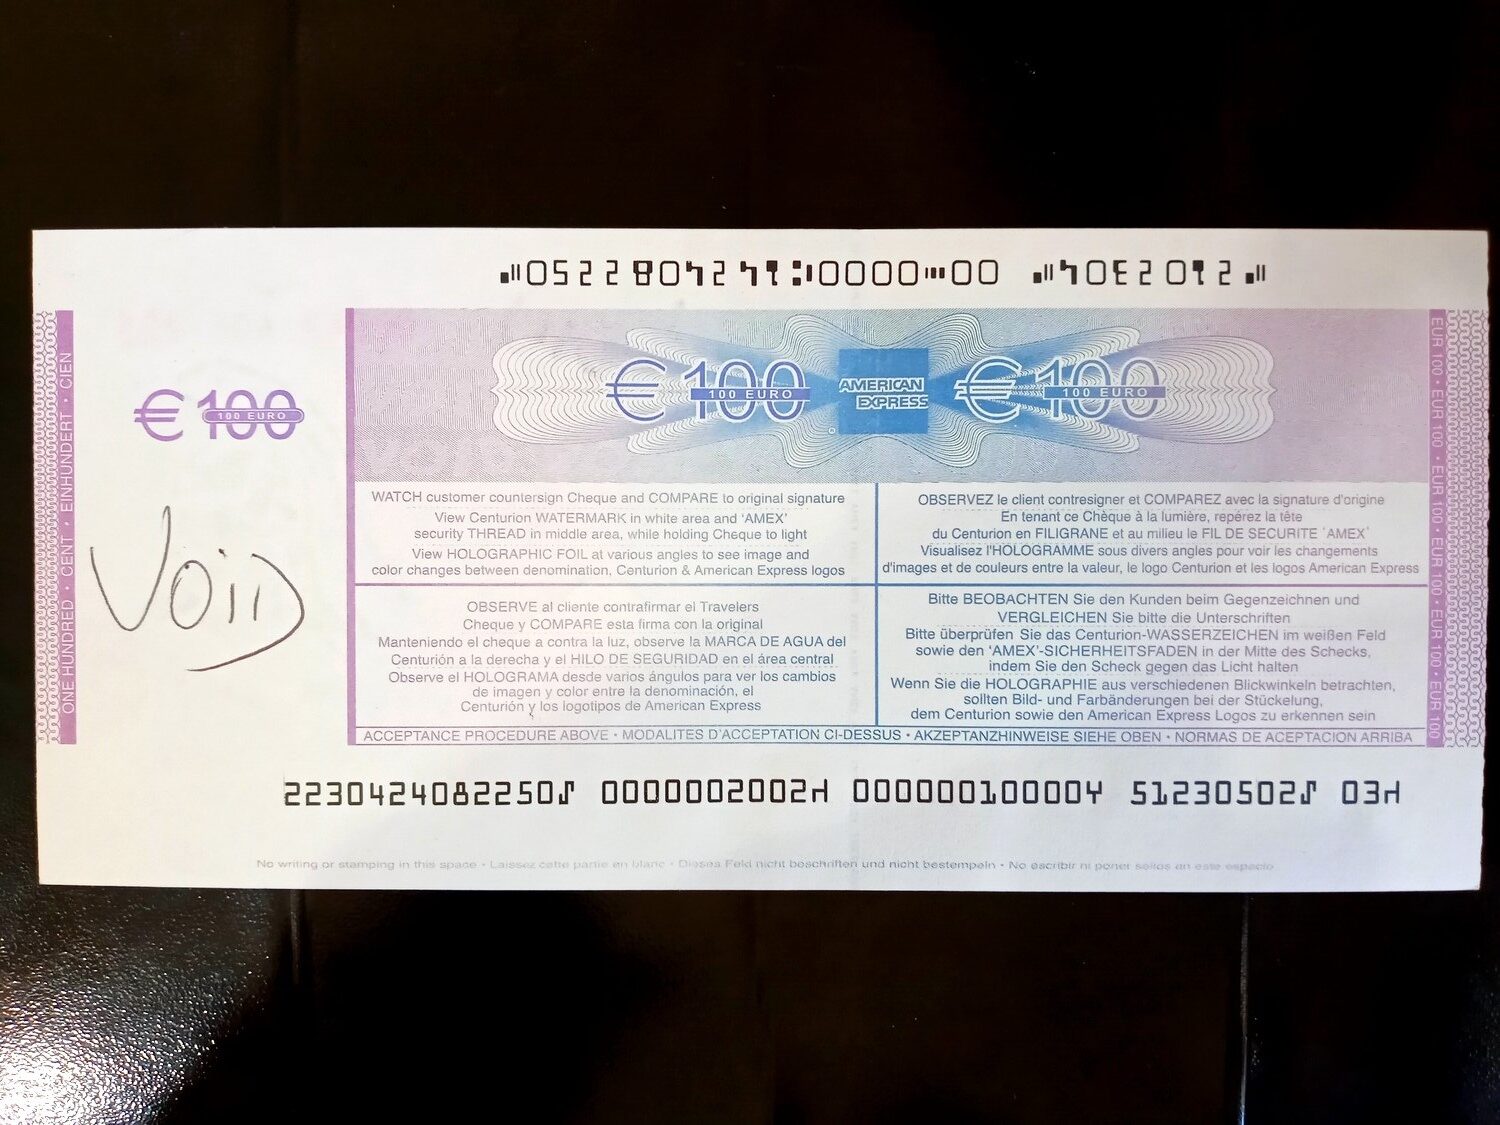 05228042 41 0000 00 40E2012
ONE HUNDRED · CENT · EINHUNDERT · CIEN
€100
100 EURO
VOiD
€100
100 EURO
AMERICAN
EXPRESS
®
€100
100 EURO
EUR 100 · EUR 100 · EUR 100 · EUR 100 · EUR 100 · EUR 100
WATCH customer countersign Cheque and COMPARE to original signature
View Centurion WATERMARK in white area and ‘AMEX’
security THREAD in middle area, while holding Cheque to light
View HOLOGRAPHIC FOIL at various angles to see image and
color changes between denomination, Centurion & American Express logos
OBSERVEZ le client contresigner et COMPAREZ avec la signature d'origine
En tenant ce Chèque à la lumière, repérez la tête
du Centurion en FILIGRANE et au milieu le FIL DE SECURITE ‘AMEX’
Visualisez l'HOLOGRAMME sous divers angles pour voir les changements
d'images et de couleurs entre la valeur, le logo Centurion et les logos American Express
OBSERVE al cliente contrafirmar el Travelers
Cheque y COMPARE esta firma con la original
Manteniendo el cheque a contra la luz, observe la MARCA DE AGUA del
Centurión a la derecha y el HILO DE SEGURIDAD en el área central
Observe el HOLOGRAMA desde varios ángulos para ver los cambios
de imagen y color entre la denominación, el
Centurión y los logotipos de American Express
Bitte BEOBACHTEN Sie den Kunden beim Gegenzeichnen und
VERGLEICHEN Sie bitte die Unterschriften
Bitte überprüfen Sie das Centurion-WASSERZEICHEN im weißen Feld
sowie den ‘AMEX’-SICHERHEITSFADEN in der Mitte des Schecks,
indem Sie den Scheck gegen das Licht halten
Wenn Sie die HOLOGRAPHIE aus verschiedenen Blickwinkeln betrachten,
sollten Bild- und Farbänderungen bei der Stückelung,
dem Centurion sowie den American Express Logos zu erkennen sein
ACCEPTANCE PROCEDURE ABOVE · MODALITES D'ACCEPTATION CI-DESSUS · AKZEPTANZHINWEISE SIEHE OBEN · NORMAS DE ACEPTACION ARRIBA
2230424082250⑀ 0000002002⑁ 00000010000⑂ 51230502⑀ 03⑁
No writing or stamping in this space · Laissez cette partie en blanc · Dieses Feld nicht beschriften und nicht bestempeln · No escribir ni poner sellos en este espacio